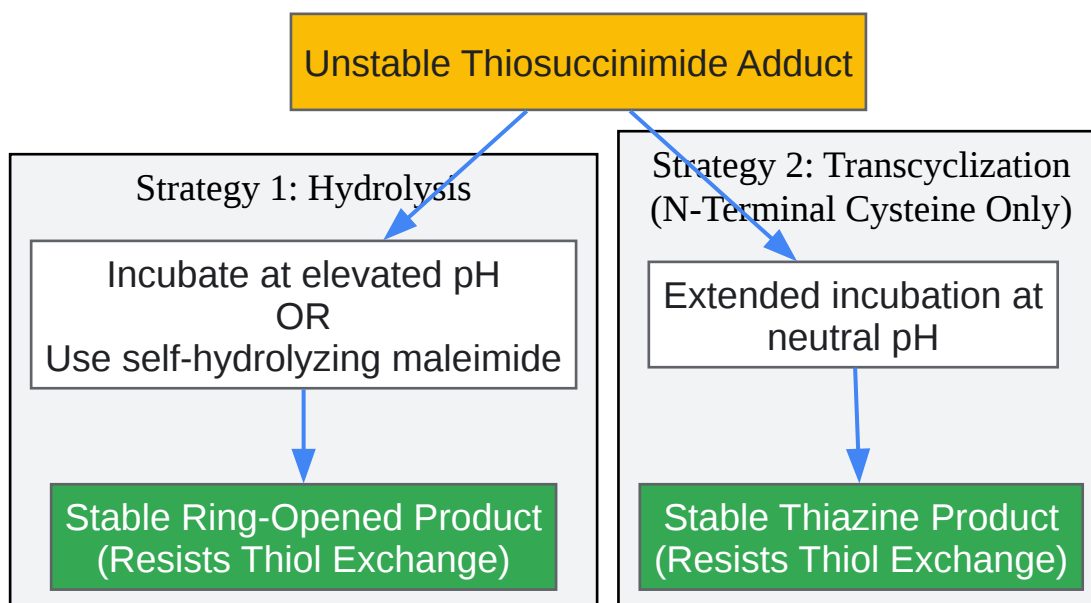 Unstable Thiosuccinimide Adduct
Strategy 1: Hydrolysis
Incubate at elevated pH
OR
Use self-hydrolyzing maleimide
Stable Ring-Opened Product
(Resists Thiol Exchange)
Strategy 2: Transcyclization
(N-Terminal Cysteine Only)
Extended incubation at
neutral pH
Stable Thiazine Product
(Resists Thiol Exchange)